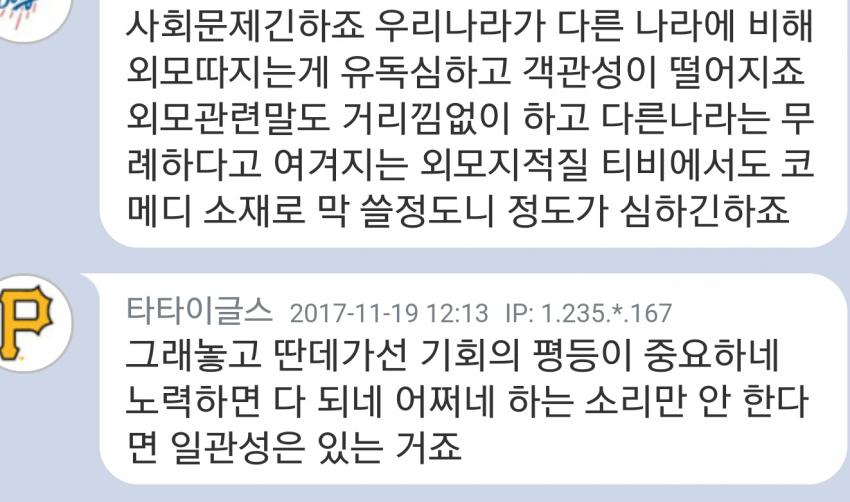 사회문제긴하죠 우리나라가 다른 나라에 비해
외모따지는게 유독심하고 객관성이 떨어지죠
외모관련말도 거리낌없이 하고 다른나라는 무
례하다고 여겨지는 외모지적질 티비에서도 코
메디 소재로 막 쓸정도니 정도가 심하긴하죠
P
타타이글스 2017-11-19 12:13 IP: 1.235.*.167
그래놓고 딴데가선 기회의 평등이 중요하네
노력하면 다 되네 어쩌네 하는 소리만 안 한다
면 일관성은 있는 거죠